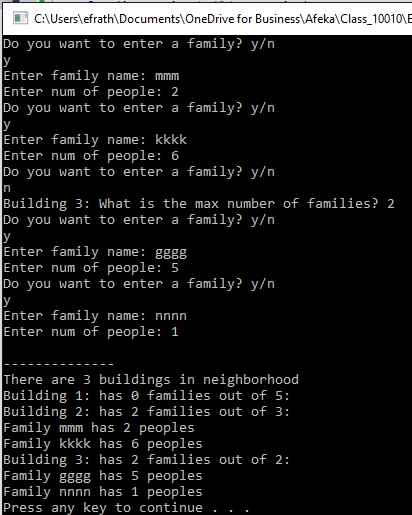 C:\Users\efrath\Documents\OneDrive for Business\Afeka\Class_10010\E
Do you want to enter a family? y/n
y
Enter family name: mmm
Enter num of people: 2
Do you want to enter a family? y/n
y
Enter family name: kkkk
Enter num of people: 6
Do you want to enter a family? y/n
n
Building 3: What is the max number of families? 2
Do you want to enter a family? y/n
y
Enter family name: gggg
Enter num of people: 5
Do you want to enter a family? y/n
y
Enter family name: nnnn
Enter num of people: 1

--------------
There are 3 buildings in neighborhood
Building 1: has 0 families out of 5:
Building 2: has 2 families out of 3:
Family mmm has 2 peoples
Family kkkk has 6 peoples
Building 3: has 2 families out of 2:
Family gggg has 5 peoples
Family nnnn has 1 peoples
Press any key to continue . . .